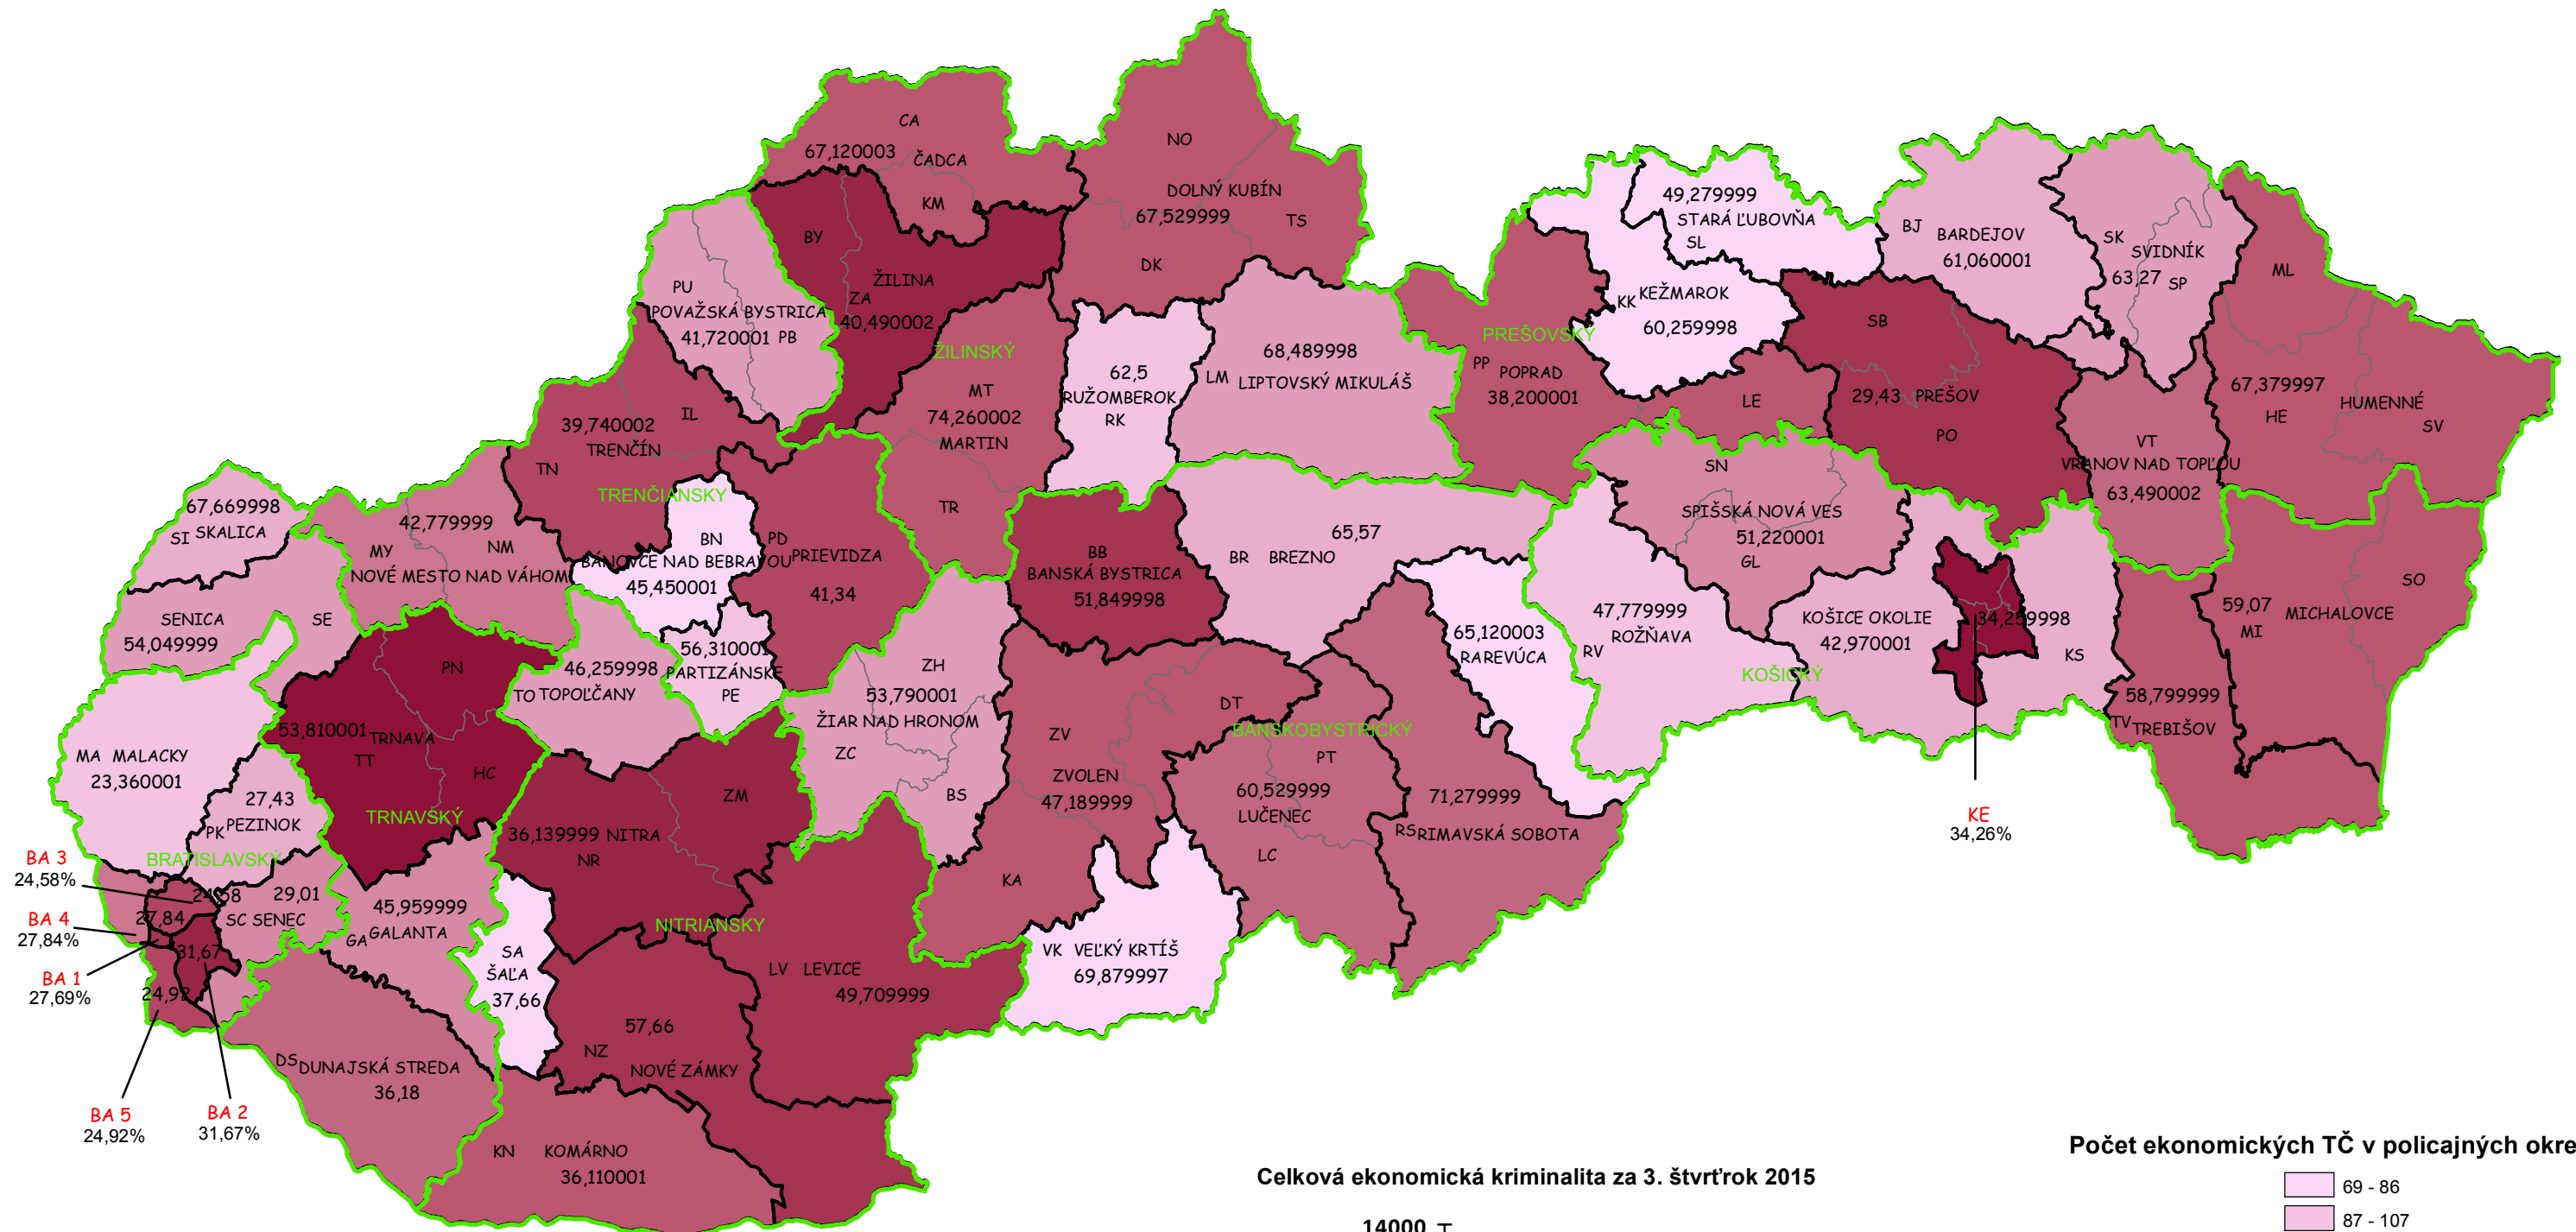 CA
67,120003
ČADCA
KM
NO
DOLNÝ KUBÍN
67,529999
TS
DK
BY
ŽILINA
ZA
40,490002
PU
POVAŽSKÁ BYSTRICA
41,720001 PB
ŽILINSKÝ
MT
74,260002
MARTIN
TR
62,5
RUŽOMBEROK
RK
68,489998
LM LIPTOVSKÝ MIKULÁŠ
49,279999
STARÁ ĽUBOVŇA
SL
KK KEŽMAROK
60,259998
PREŠOVSKÝ
PP
POPRAD
38,200001
LE
BJ
BARDEJOV
61,060001
SK
SVIDNÍK
63,27 SP
ML
SB
29,43 PREŠOV
PO
67,379997
HUMENNÉ
HE
SV
VT
VRANOV NAD TOPĽOU
63,490002
39,740002
IL
TRENČÍN
TN
TRENČIANSKY
67,669998
SI SKALICA
42,779999
MY
NM
NOVÉ MESTO NAD VÁHOM
BN
BÁNOVCE NAD BEBRAVOU
45,450001
PD
PRIEVIDZA
41,34
SENICA
SE
54,049999
PN
53,810001 TRNAVA
TT
HC
TRNAVSKÝ
46,259998
TO TOPOĽČANY
56,310001
PARTIZÁNSKE
PE
ZH
53,790001
ŽIAR NAD HRONOM
ZC
BS
BB
BANSKÁ BYSTRICA
51,849998
65,57
BR BREZNO
65,120003
RAREVÚCA
47,779999
ROŽŇAVA
RV
SN
SPIŠSKÁ NOVÁ VES
51,220001
GL
KOŠICE OKOLIE
42,970001
34,259998
KS
KOŠICKÝ
SO
59,07
MICHALOVCE
MI
58,799999
TV
TREBIŠOV
KE
34,26%
MA MALACKY
23,360001
27,43
PK PEZINOK
BRATISLAVSKÝ
BA 3
24,58%
24,58
29,01
SC SENEC
27,84
BA 4
27,84%
31,67
BA 1
27,69%
24,92
BA 5
24,92%
BA 2
31,67%
45,959999
GA GALANTA
DS DUNAJSKÁ STREDA
36,18
ZM
36,139999 NITRA
NR
NITRIANSKY
SA
ŠAĽA
37,66
LV LEVICE
49,709999
57,66
NZ
NOVÉ ZÁMKY
KN KOMÁRNO
36,110001
DT
ZV
ZVOLEN
47,189999
KA
BANSKOBYSTRICKÝ
PT
60,529999
LUČENEC
LC
71,279999
RS RIMAVSKÁ SOBOTA
VK VEĽKÝ KRTÍŠ
69,879997
Celková ekonomická kriminalita za 3. štvrťrok 2015
14000
Počet ekonomických TČ v policajných okre
69 - 86
87 - 107